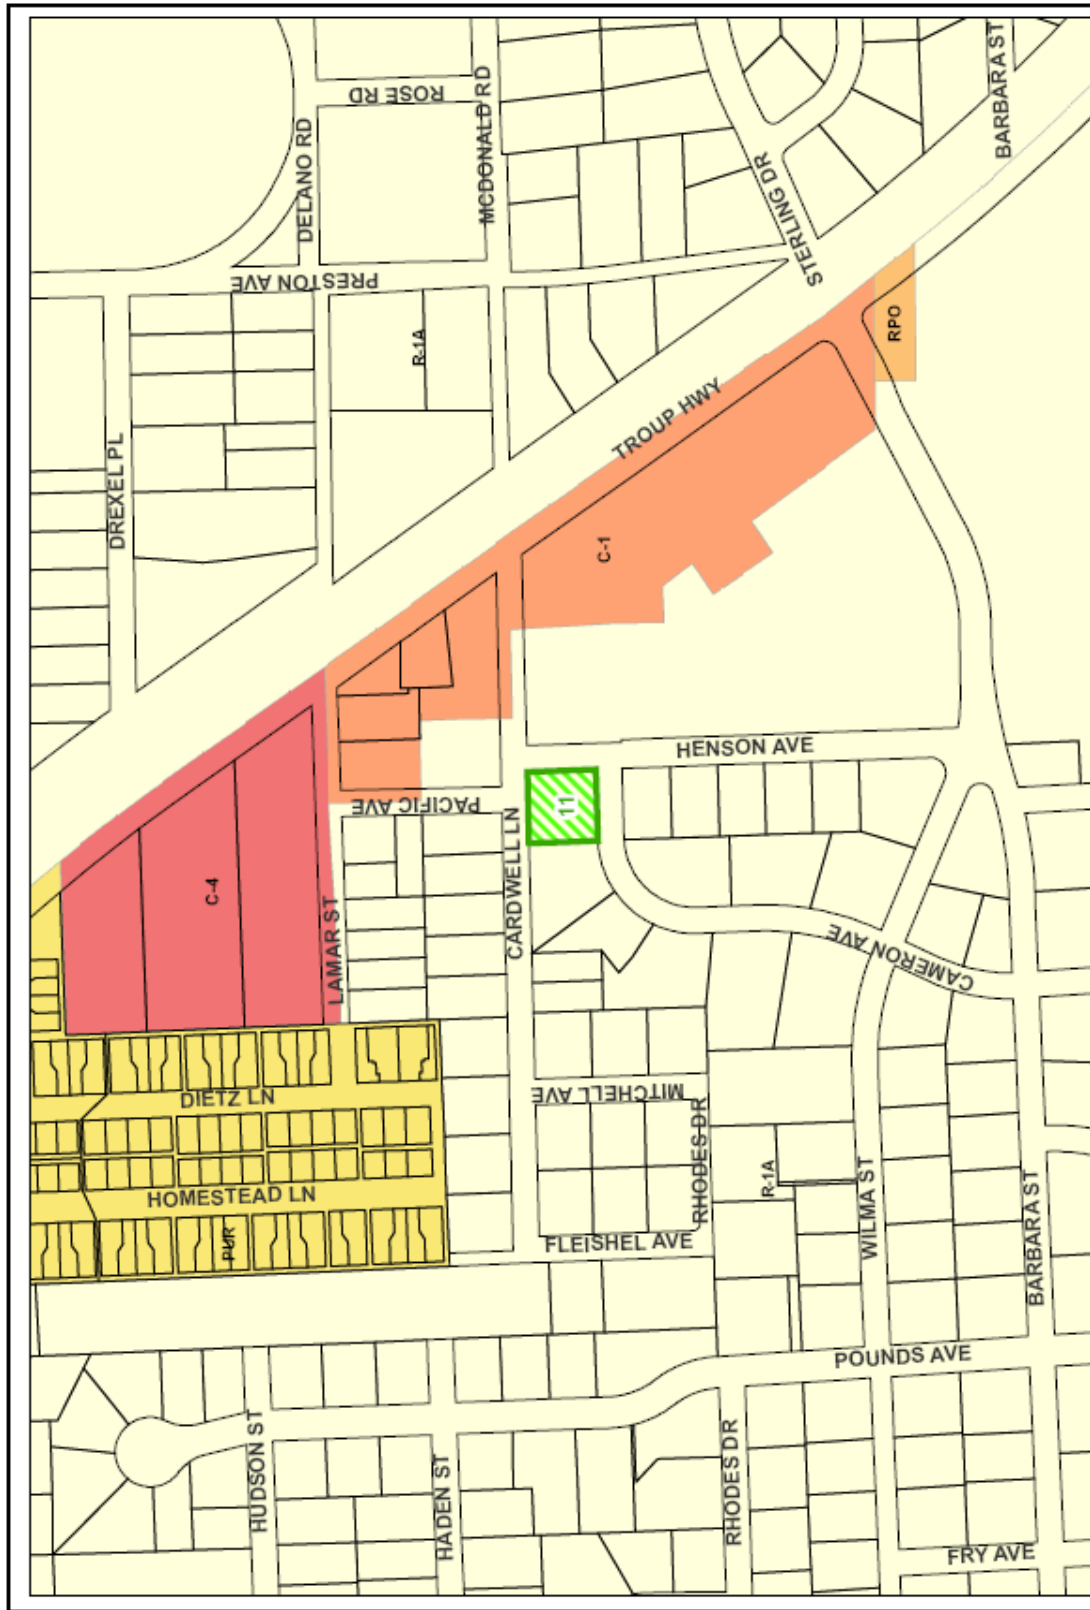 ROSE RD
DELANO RD
MCDONALD RD
BARBARA ST
STERLING DR
PRESTON AVE
R-1A
RPO
TROUP HWY
DREXEL PL
C-1
HENSON AVE
PACIFIC AVE
11
CARDWELL LN
C-4
LAMAR ST
CAMERON AVE
DIETZ LN
MITCHELL AVE
RHODES DR
R-1A
HOMESTEAD LN
PUR
WILMA ST
BARBARA ST
FLEISHEL AVE
POUNDS AVE
HUDSON ST
HADEN ST
RHODES DR
FRY AVE